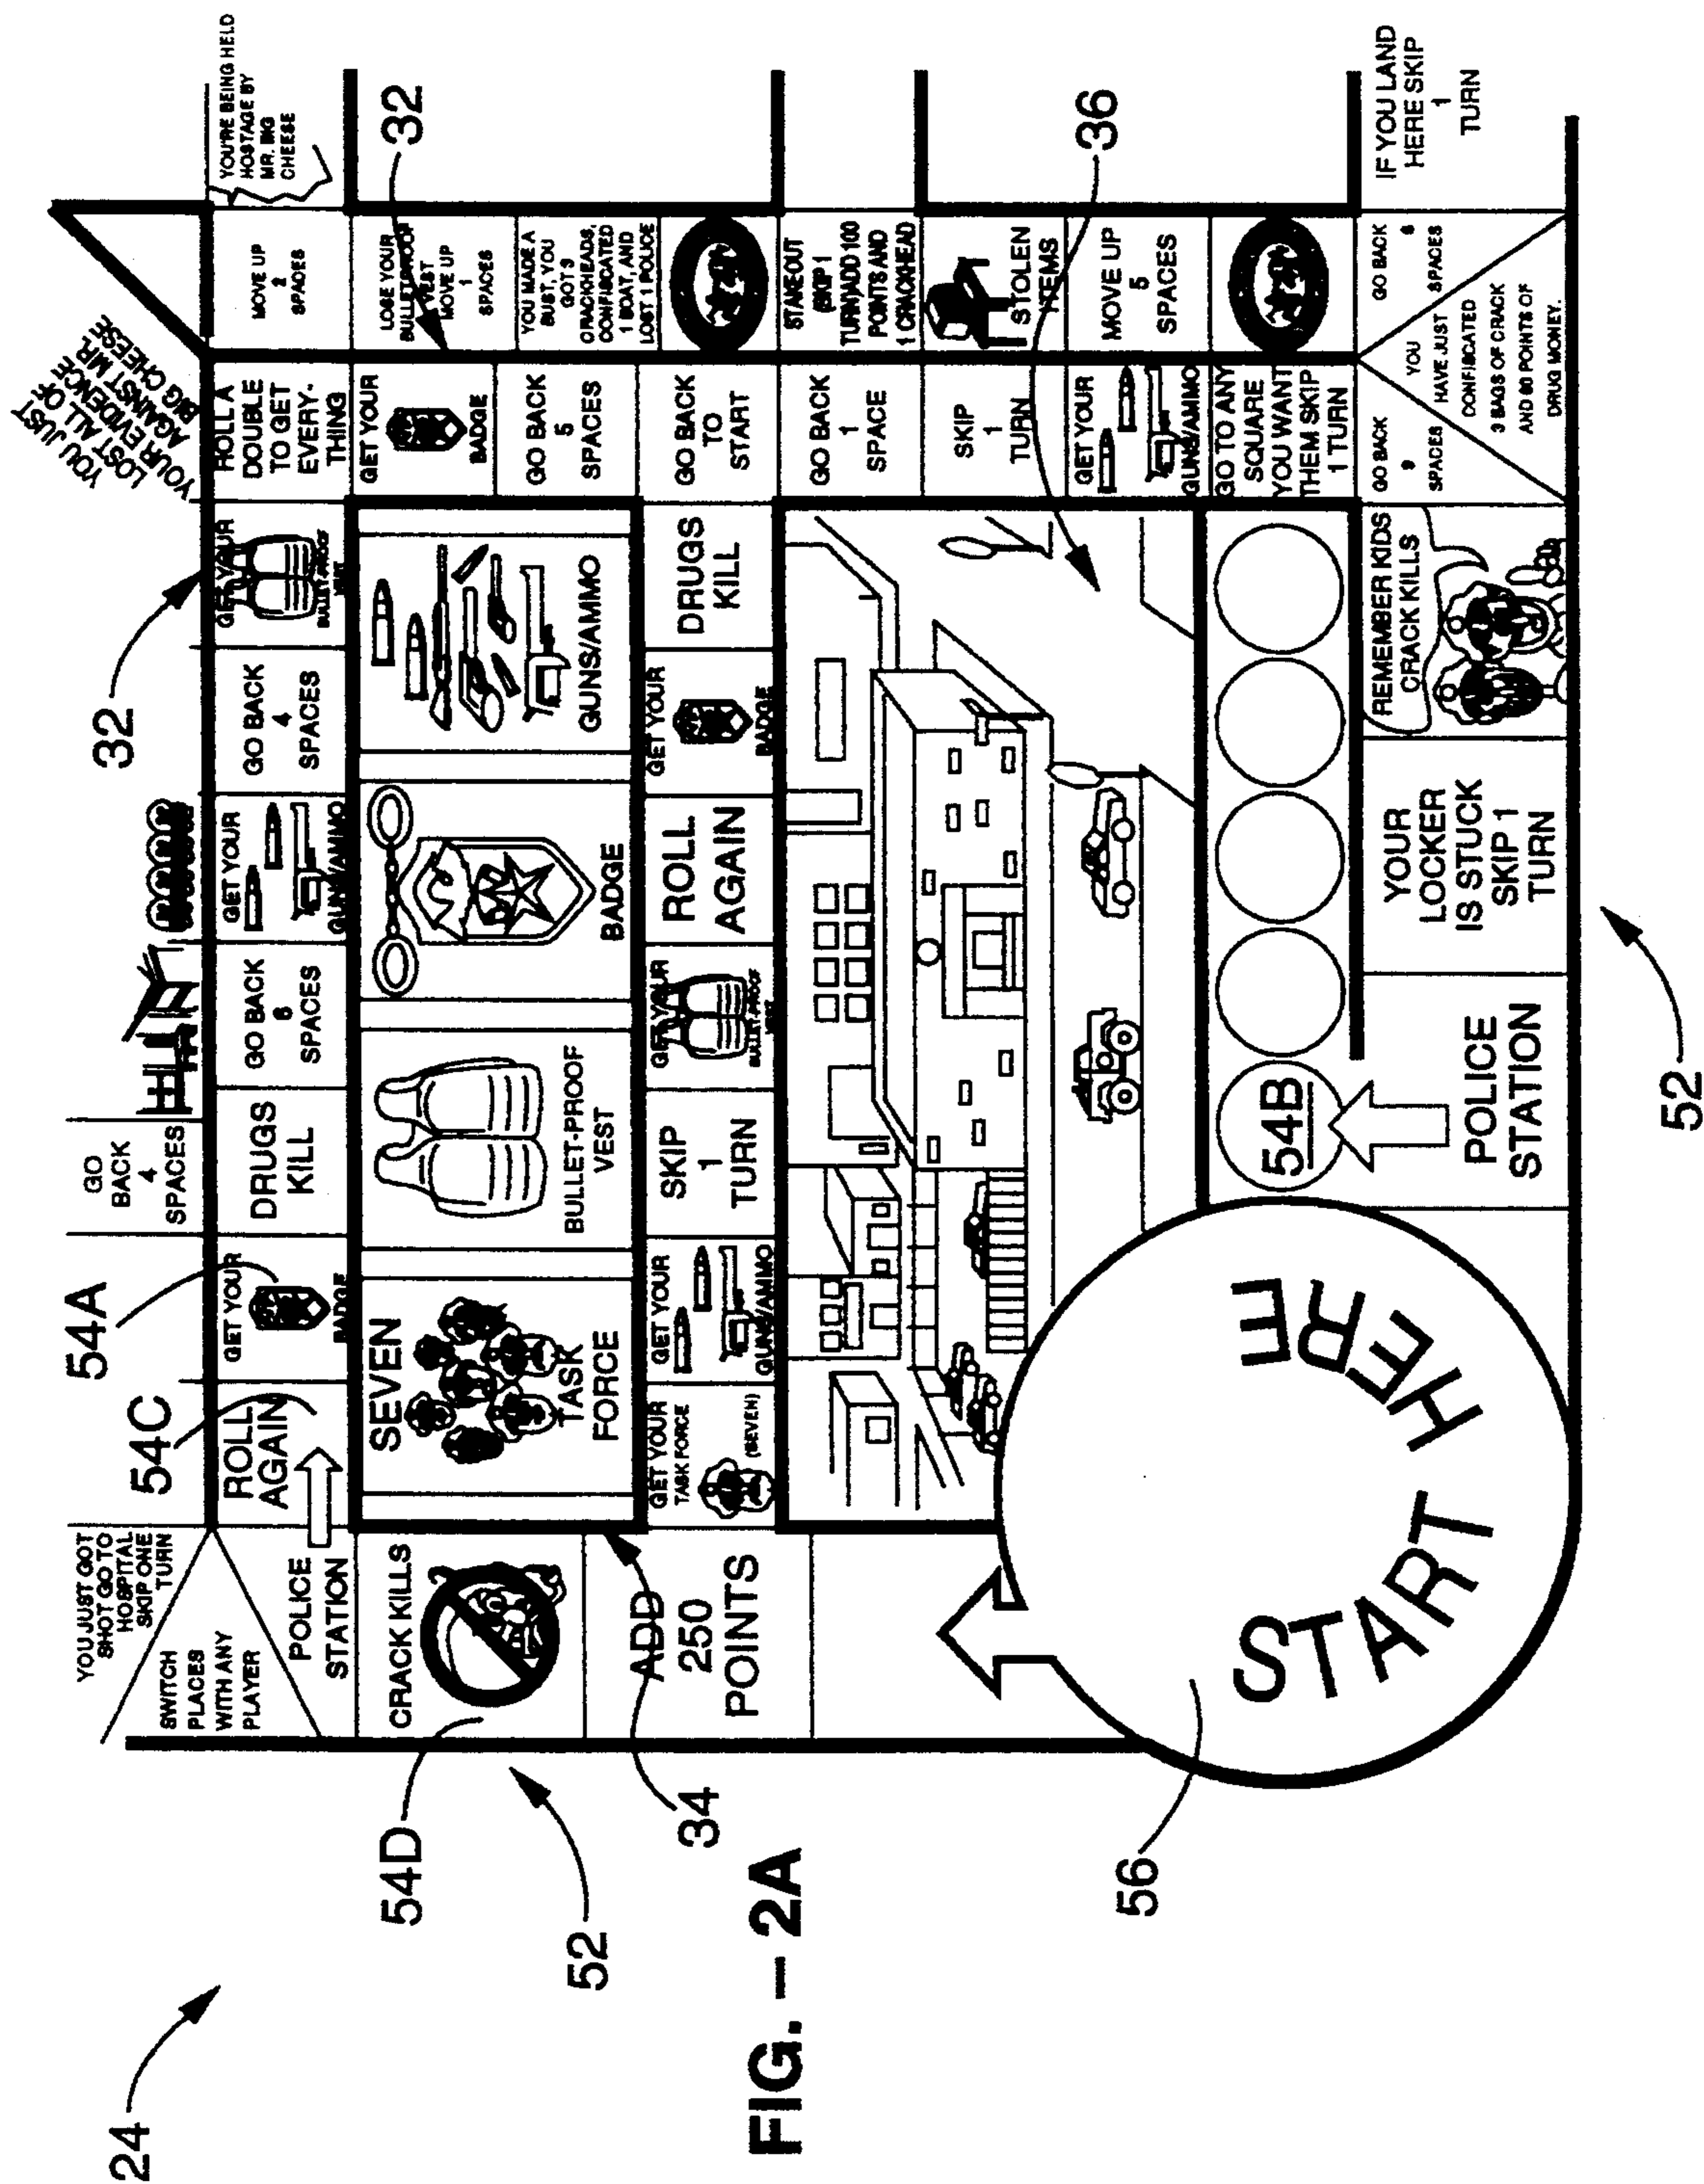 24
FIG. – 2A
52
54D
34
56
54C
54A
32
32
36
52
YOU JUST GOT
SHOT GO TO
HOSPITAL
SKIP ONE
TURN
SWITCH
PLACES
WITH ANY
PLAYER
POLICE
STATION
CRACK KILLS
ADD
250
POINTS
START HERE
GO
BACK
4
SPACES
ROLL
AGAIN
GET YOUR
BADGE
DRUGS
KILL
GO BACK
6
SPACES
GET YOUR
GUNS/AMMO
GO BACK
4
SPACES
GET YOUR
BULLET-PROOF
VEST
ROLL A
DOUBLE
TO GET
EVERY-
THING
YOU JUST
LOST ALL OF
YOUR EVIDENCE
AGAINST MR.
BIG CHEESE
SEVEN
TASK
FORCE
BULLET-PROOF
VEST
BADGE
GUNS/AMMO
GET YOUR
TASK FORCE
(SEVEN)
GET YOUR
GUNS/AMMO
SKIP
1
TURN
GET YOUR
BULLET-PROOF
VEST
ROLL
AGAIN
GET YOUR
BADGE
DRUGS
KILL
GET YOUR
BADGE
GO BACK
5
SPACES
GO BACK
TO
START
GO BACK
1
SPACE
SKIP
1
TURN
GET YOUR
GUNS/AMMO
GO TO ANY
SQUARE
YOU WANT
THEM SKIP
1 TURN
YOU'RE BEING HELD
HOSTAGE BY
MR. BIG
CHEESE
MOVE UP
2
SPACES
LOSE YOUR
BULLETPROOF
VEST
MOVE UP
1
SPACES
YOU MADE A
BUST, YOU
GOT 9
CRACKHEADS,
CONFISCATED
1 BOAT, AND
LOST 1 POLICE
STAKEOUT
(SKIP 1
TURN)ADD 100
POINTS AND
1 CRACKHEAD
STOLEN
ITEMS
MOVE UP
5
SPACES
GO BACK
6
SPACES
IF YOU LAND
HERE SKIP
1
TURN
GO BACK
9
SPACES
YOU
HAVE JUST
CONFISCATED
3 BAGS OF CRACK
AND 60 POINTS OF
DRUG MONEY.
54B
POLICE
STATION
YOUR
LOCKER
IS STUCK
SKIP 1
TURN
REMEMBER KIDS
CRACK KILLS